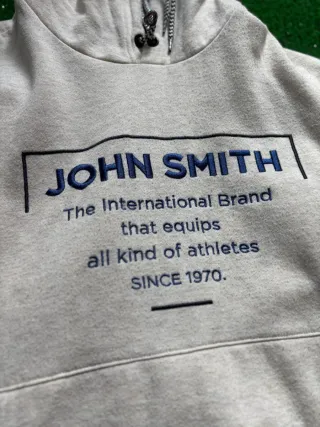 JOHN SMITH
The International Brand
that equips
all kind of athletes
SINCE 1970.